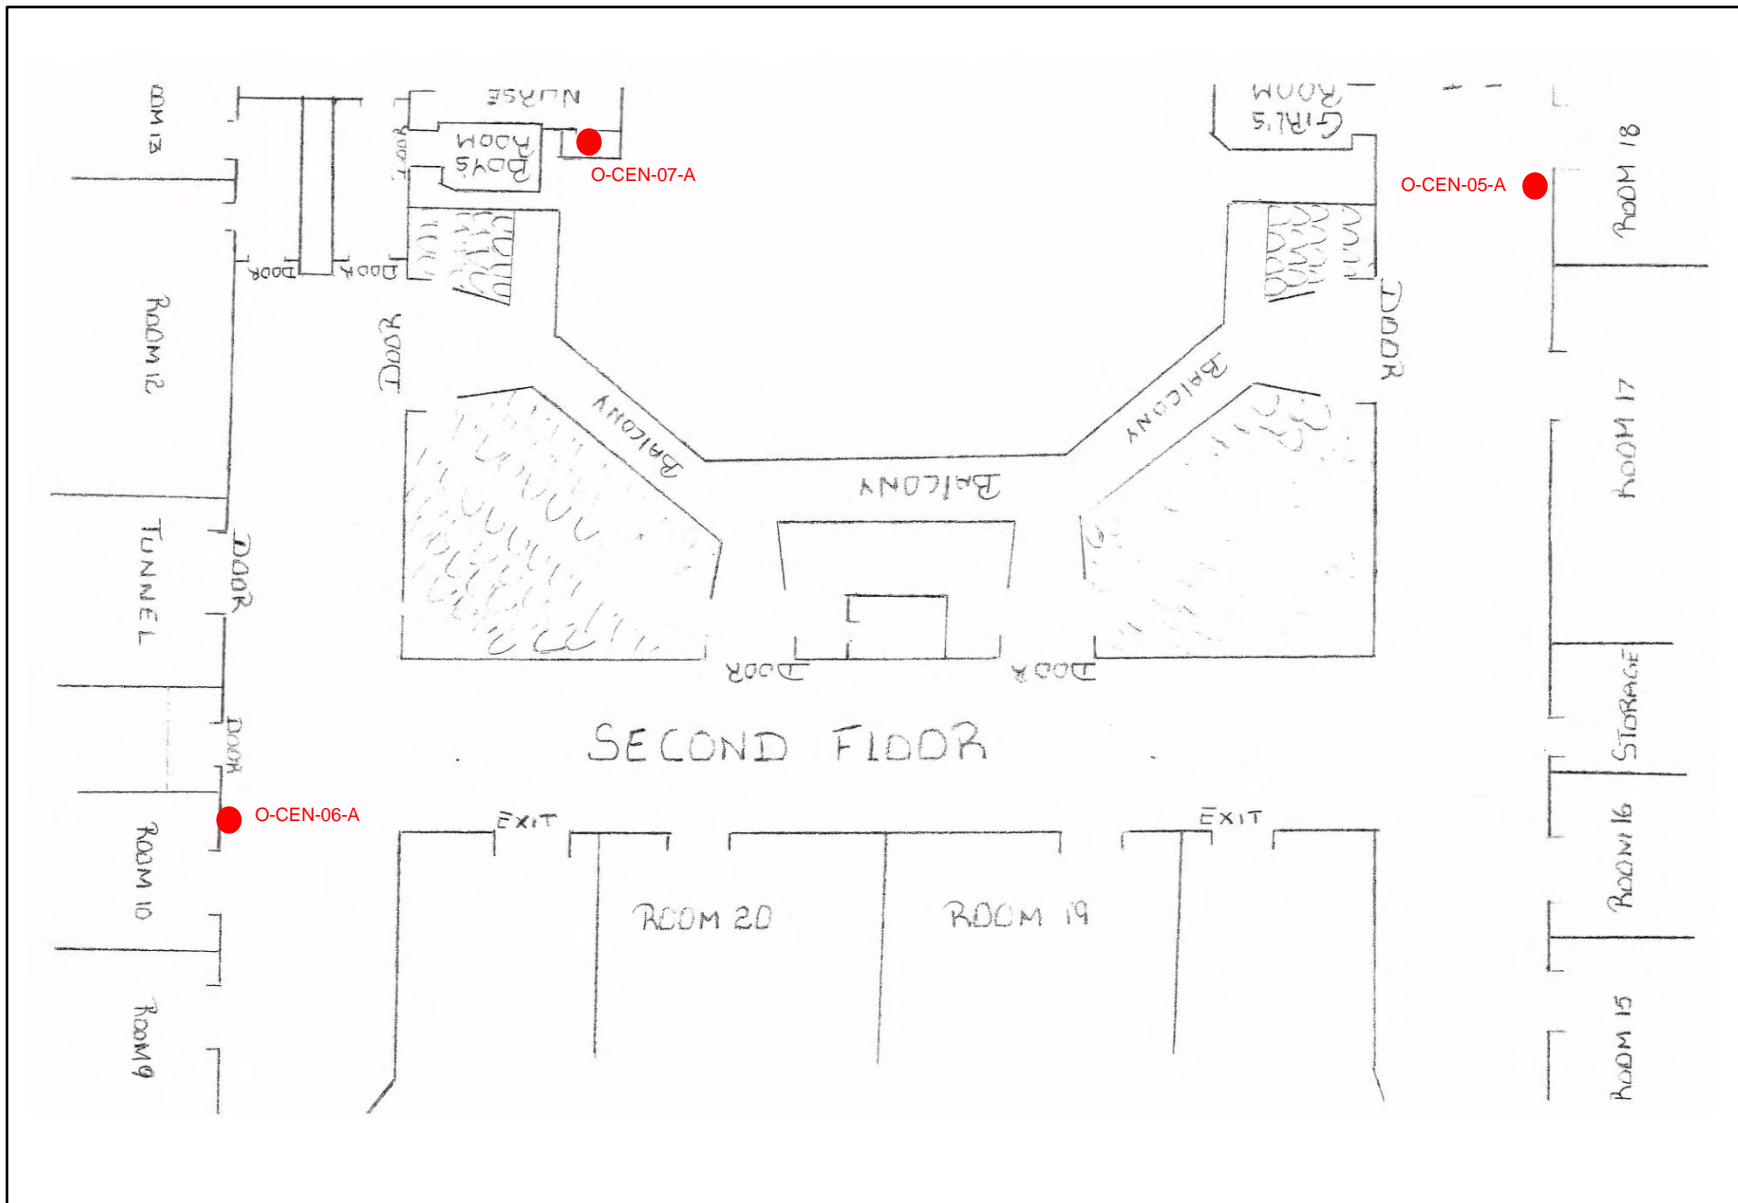 OOM 13
NURSE
BOY'S
ROOM
DOOR
O-CEN-07-A
GIRL'S
ROOM
ROOM 18
O-CEN-05-A
DOOR
DOOR
ROOM 12
DOOR
DOOR
BALCONY
BALCONY
BALCONY
ROOM 17
TUNNEL
DOOR
DOOR
DOOR
DOOR
STORAGE
SECOND FLOOR
O-CEN-06-A
EXIT
EXIT
ROOM 10
ROOM 20
ROOM 19
ROOM 16
ROOM 9
ROOM 15